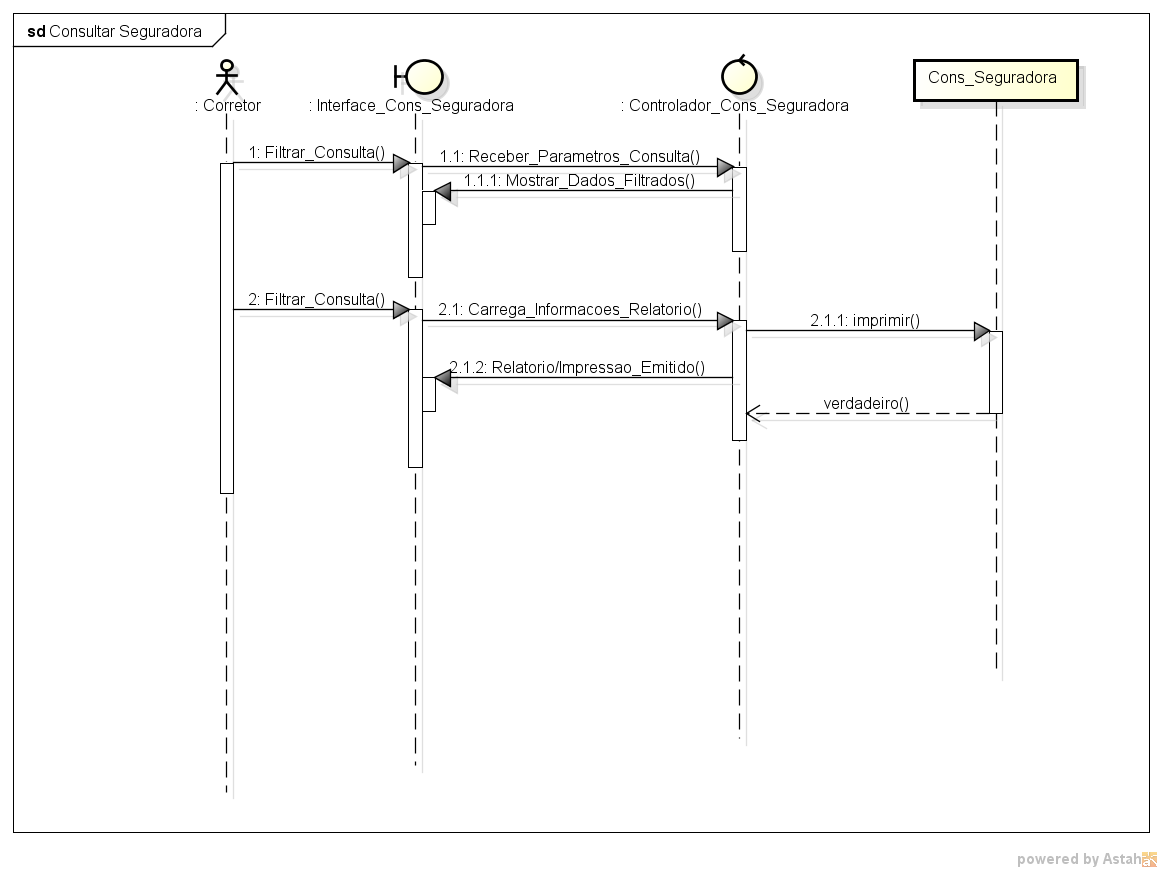 sd Consultar Seguradora
: Corretor
: Interface_Cons_Seguradora
: Controlador_Cons_Seguradora
Cons_Seguradora
1: Filtrar_Consulta()
1.1: Receber_Parametros_Consulta()
1.1.1: Mostrar_Dados_Filtrados()
2: Filtrar_Consulta()
2.1: Carrega_Informacoes_Relatorio()
2.1.1: imprimir()
2.1.2: Relatorio/Impressao_Emitido()
verdadeiro()
powered by Astah